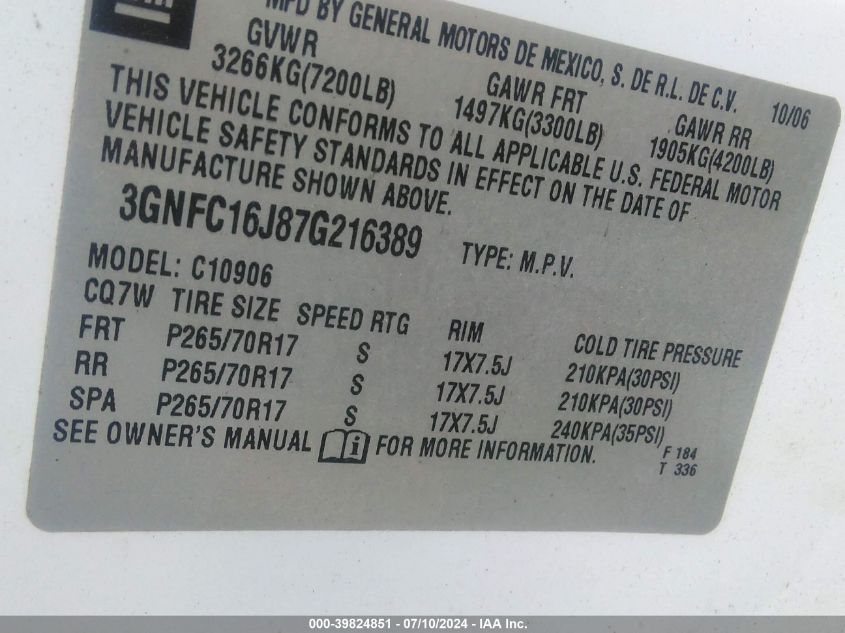 MFD BY GENERAL MOTORS DE MEXICO, S. DE R.L. DE C.V. 10/06
GVWR GAWR FRT GAWR RR
3266KG(7200LB) 1497KG(3300LB) 1905KG(4200LB)
THIS VEHICLE CONFORMS TO ALL APPLICABLE U.S. FEDERAL MOTOR
VEHICLE SAFETY STANDARDS IN EFFECT ON THE DATE OF
MANUFACTURE SHOWN ABOVE.
3GNFC16J87G216389 TYPE: M.P.V.
MODEL: C10906
CQ7W TIRE SIZE SPEED RTG RIM COLD TIRE PRESSURE
FRT P265/70R17 S 17X7.5J 210KPA(30PSI)
RR P265/70R17 S 17X7.5J 210KPA(30PSI)
SPA P265/70R17 S 17X7.5J 240KPA(35PSI)
SEE OWNER'S MANUAL i FOR MORE INFORMATION. F 184
T 336
000-39824851 - 07/10/2024 - IAA Inc.